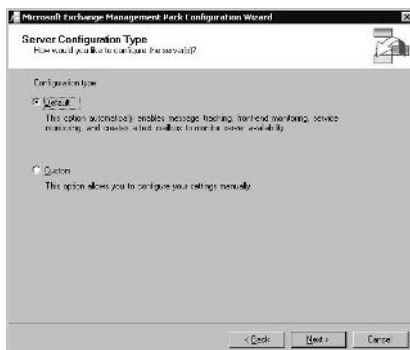 Microsoft Exchange Management Pack Configuration Wizard
Server Configuration Type
How would you like to configure the server(s)?
Configuration type:
Default
This option automatically enables message tracking, front-end monitoring, service
monitoring, and creates a test mailbox to monitor server availability.
Custom
This option allows you to configure your settings manually.
< Back
Next >
Cancel